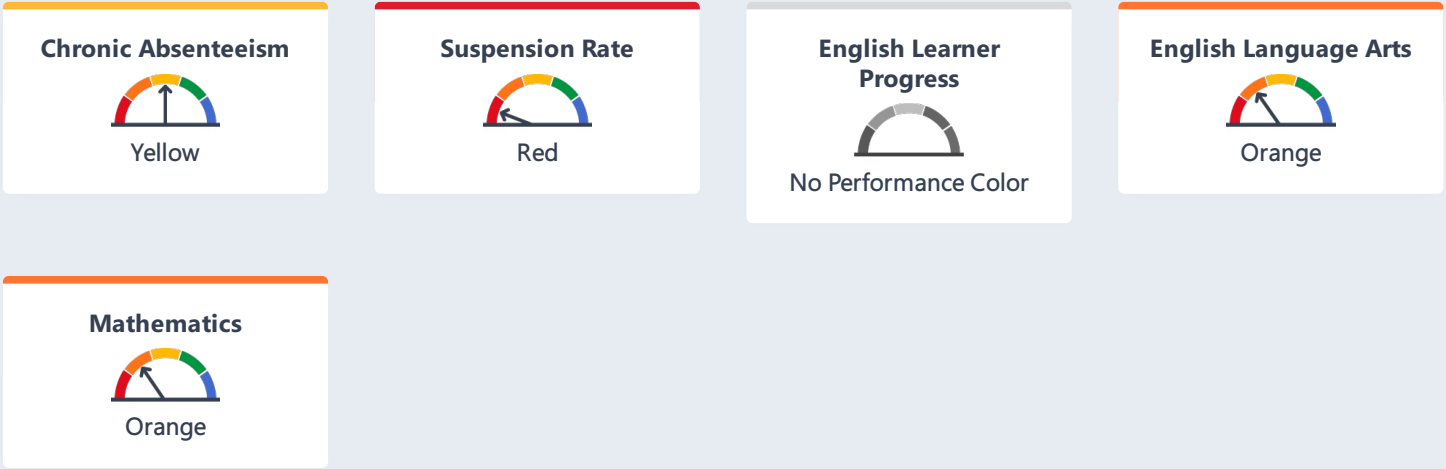 Chronic Absenteeism
Yellow
Suspension Rate
Red
English Learner
Progress
No Performance Color
English Language Arts
Orange
Mathematics
Orange